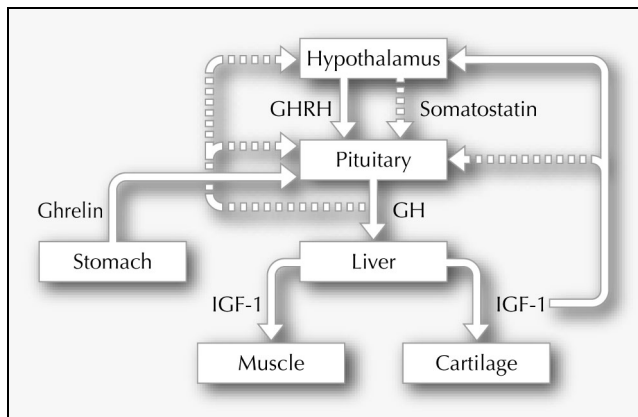 Hypothalamus
GHRH
Somatostatin
Pituitary
Ghrelin
GH
Stomach
Liver
IGF-1
IGF-1
Muscle
Cartilage